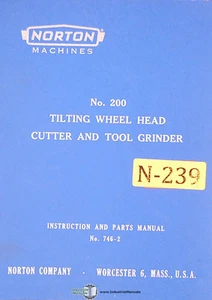 NORTON
MACHINES
No. 200
TILTING WHEEL HEAD
CUTTER AND TOOL GRINDER
N-239
INSTRUCTION AND PARTS MANUAL
No. 746-2
NORTON COMPANY - WORCESTER 6, MASS., U.S.A.